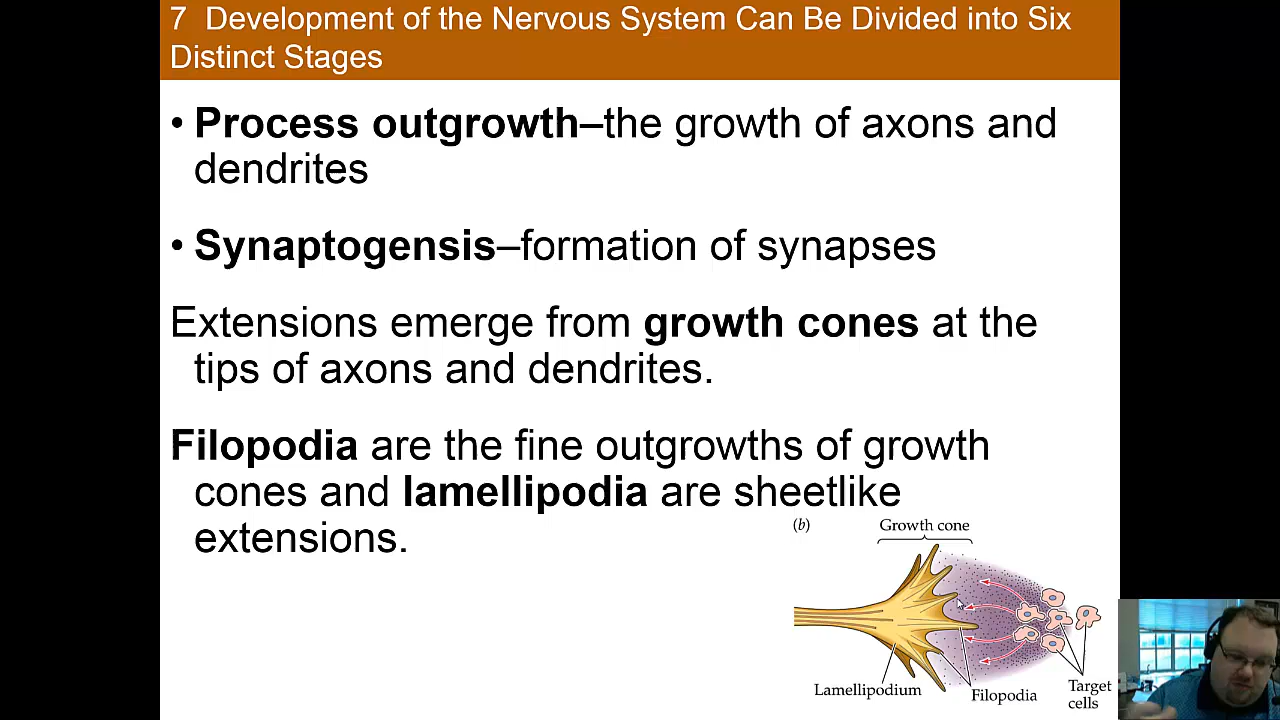 7 Development of the Nervous System Can Be Divided into Six
Distinct Stages
• Process outgrowth–the growth of axons and
dendrites
• Synaptogensis–formation of synapses
Extensions emerge from growth cones at the
tips of axons and dendrites.
Filopodia are the fine outgrowths of growth
cones and lamellipodia are sheetlike
extensions.
(b)
Growth cone
Lamellipodium
Filopodia
Target
cells